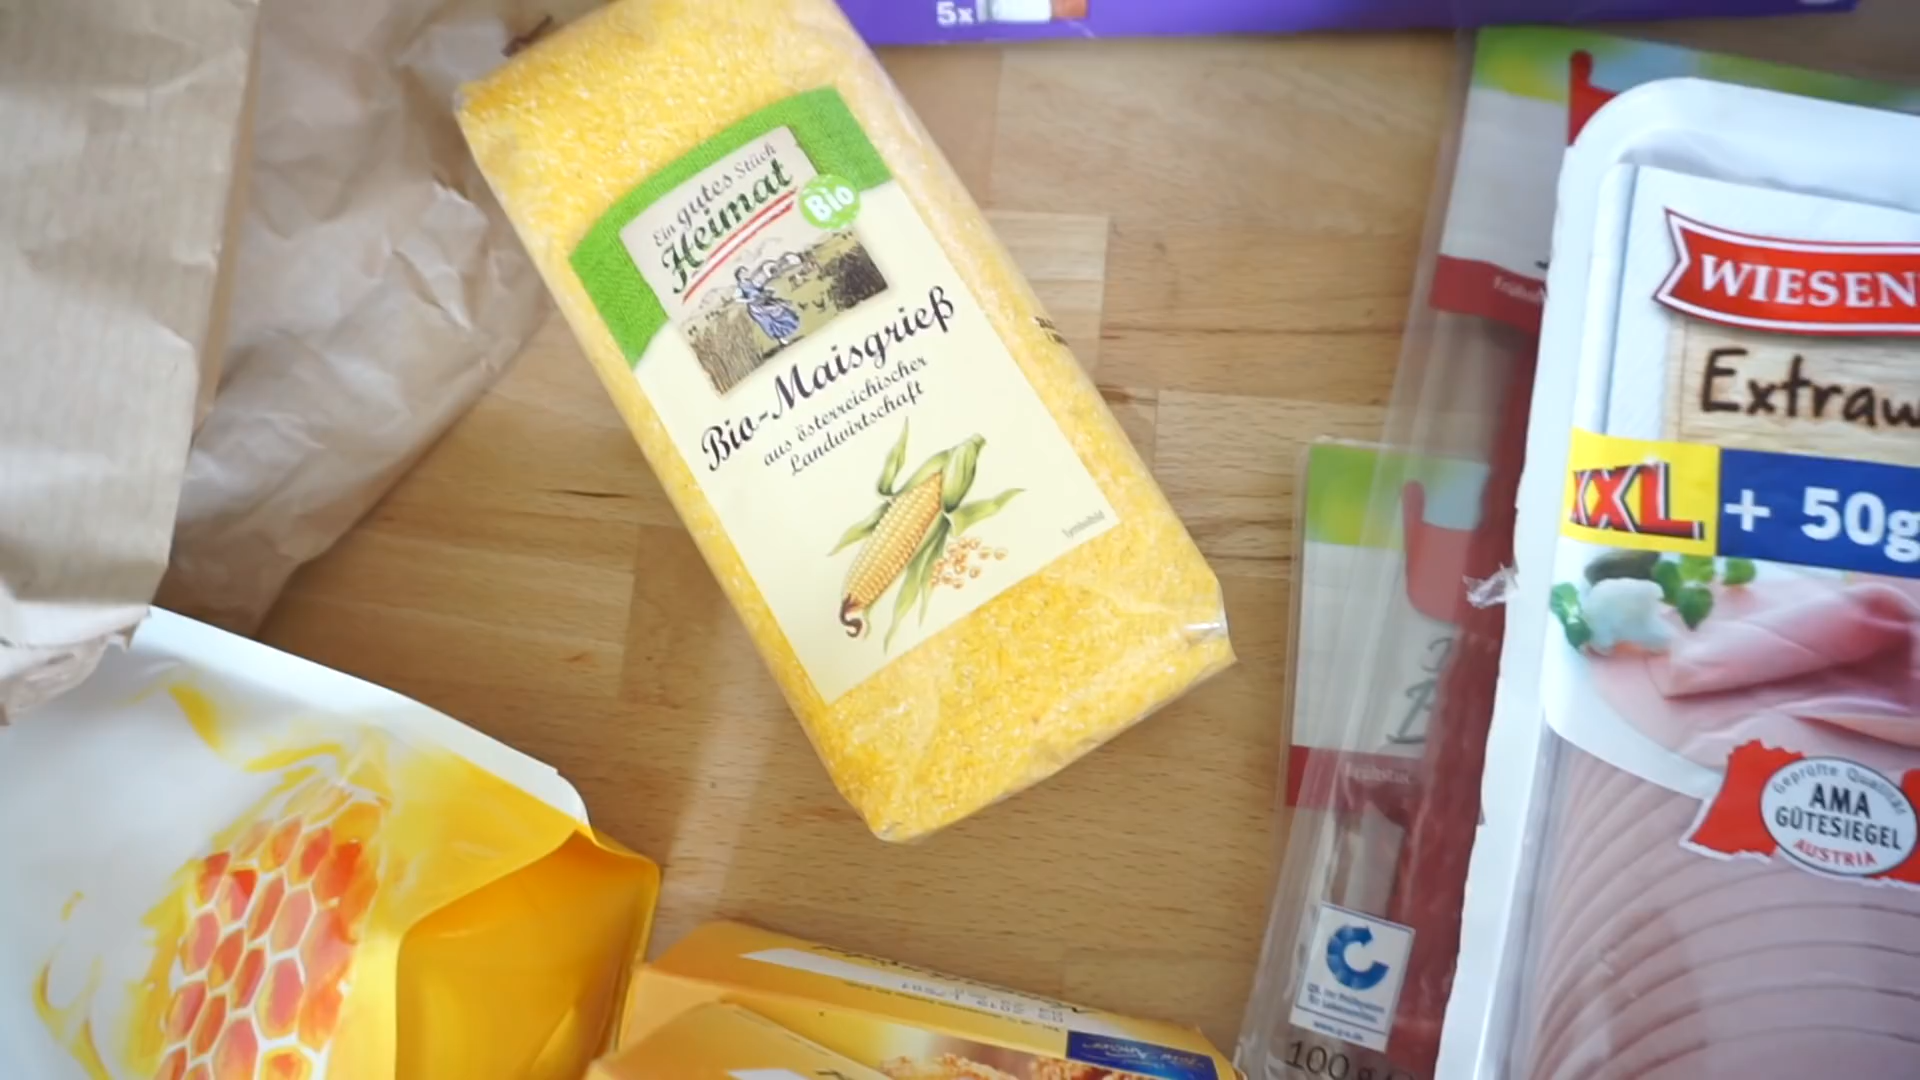 5x
Ein gutes Stück
Heimat
Bio
Bio-Maisgrieß
aus österreichischer
Landwirtschaft
Symbolbild
WIESEN
Extraw
XXL + 50g
Geprüfte Qualität
AMA
GÜTESIEGEL
AUSTRIA
100 g